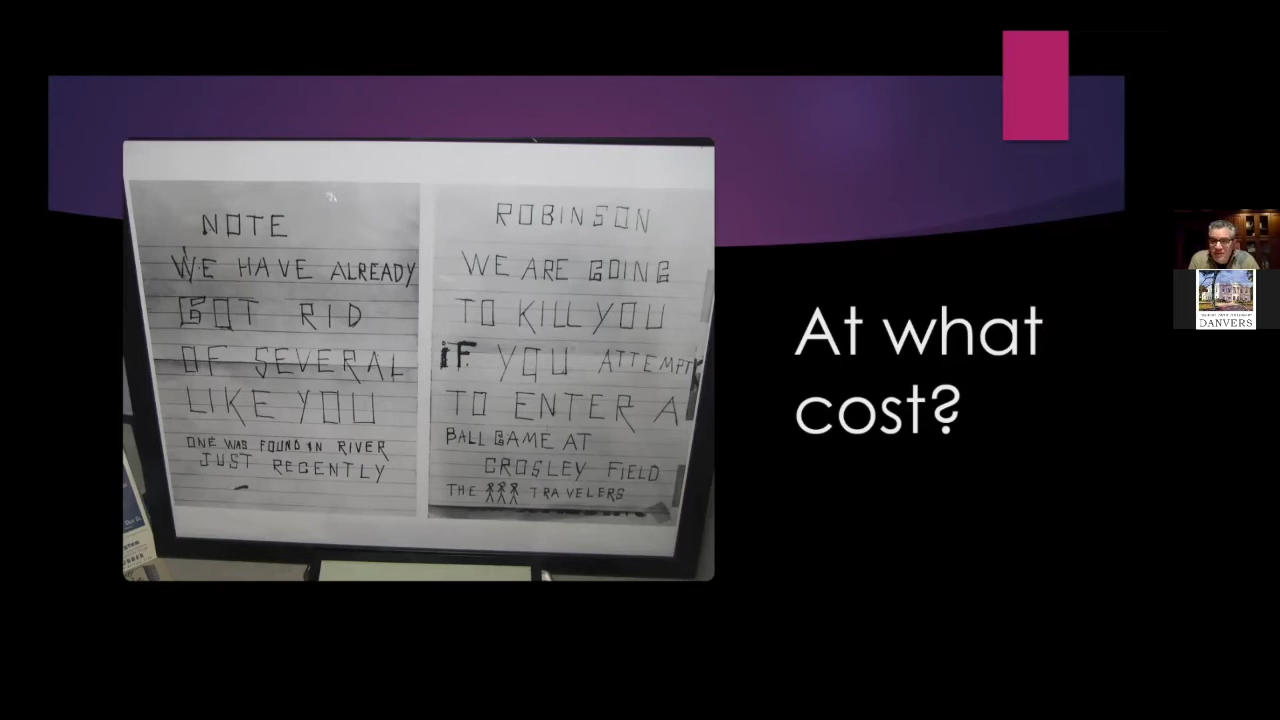 NOTE
WE HAVE ALREADY
GOT RID
OF SEVERAL
LIKE YOU
ONE WAS FOUND IN RIVER
JUST RECENTLY
ROBINSON
WE ARE GOING
TO KILL YOU
iF YOU ATTEMPT
TO ENTER A
BALL GAME AT
CROSLEY FiELD
THE TRAVELERS
At what
cost?
DANVERS